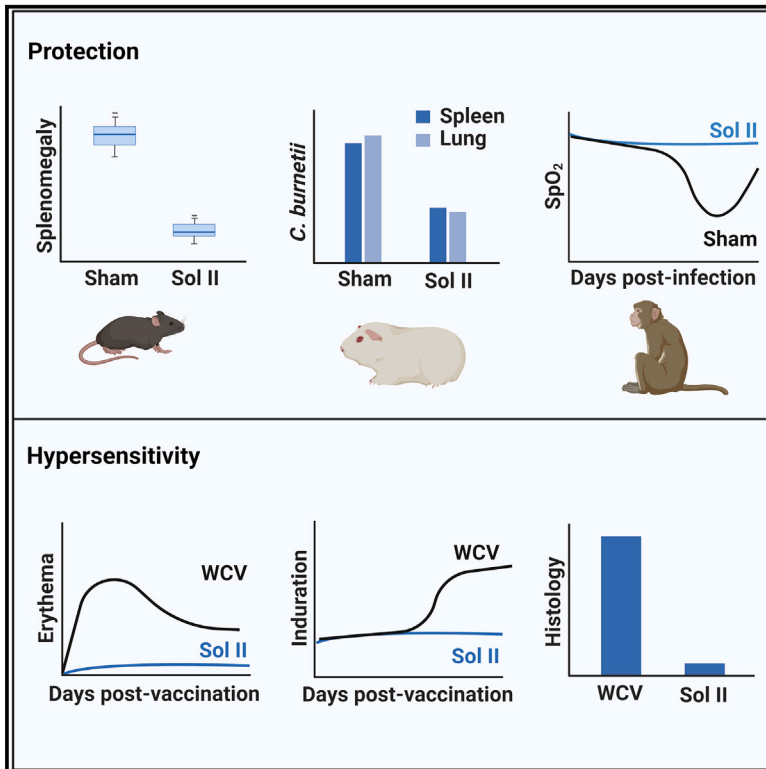 Protection
Splenomegaly
Sham Sol II
C. burnetii
Spleen
Lung
Sham Sol II
SpO₂
Sol II
Sham
Days post-infection
Hypersensitivity
Erythema
WCV
Sol II
Days post-vaccination
Induration
WCV
Sol II
Days post-vaccination
Histology
WCV Sol II